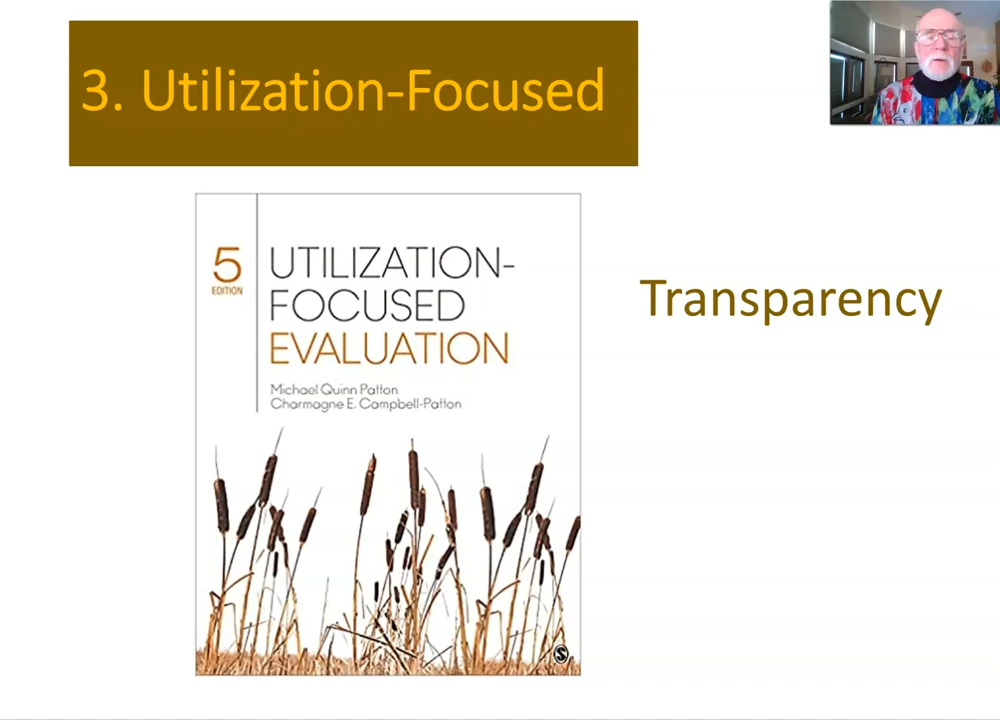 3. Utilization-Focused
5
EDITION
UTILIZATION-
FOCUSED
EVALUATION
Michael Quinn Patton
Charmagne E. Campbell-Patton
Transparency